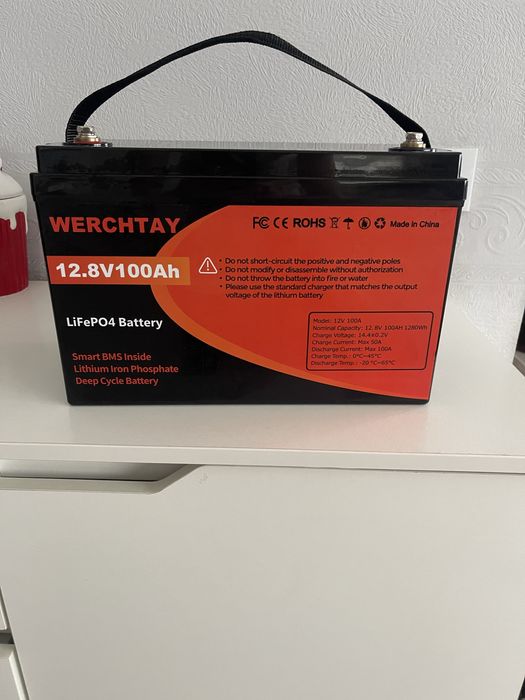 WERCHTAY
FC CE ROHS Made in China
12.8V100Ah
• Do not short-circuit the positive and negative poles
• Do not modify or disassemble without authorization
• Do not throw the battery into fire or water
• Please use the standard charger that matches the output
voltage of the lithium battery
LiFePO4 Battery
Model: 12V 100A
Nominal Capacity: 12.8V 100AH 1280Wh
Charge Voltage: 14.4±0.2V
Charge Current: Max 50A
Discharge Current: Max 100A
Charge Temp.: 0°C~45°C
Discharge Temp.: -20°C~65°C
Smart BMS Inside
Lithium Iron Phosphate
Deep Cycle Battery